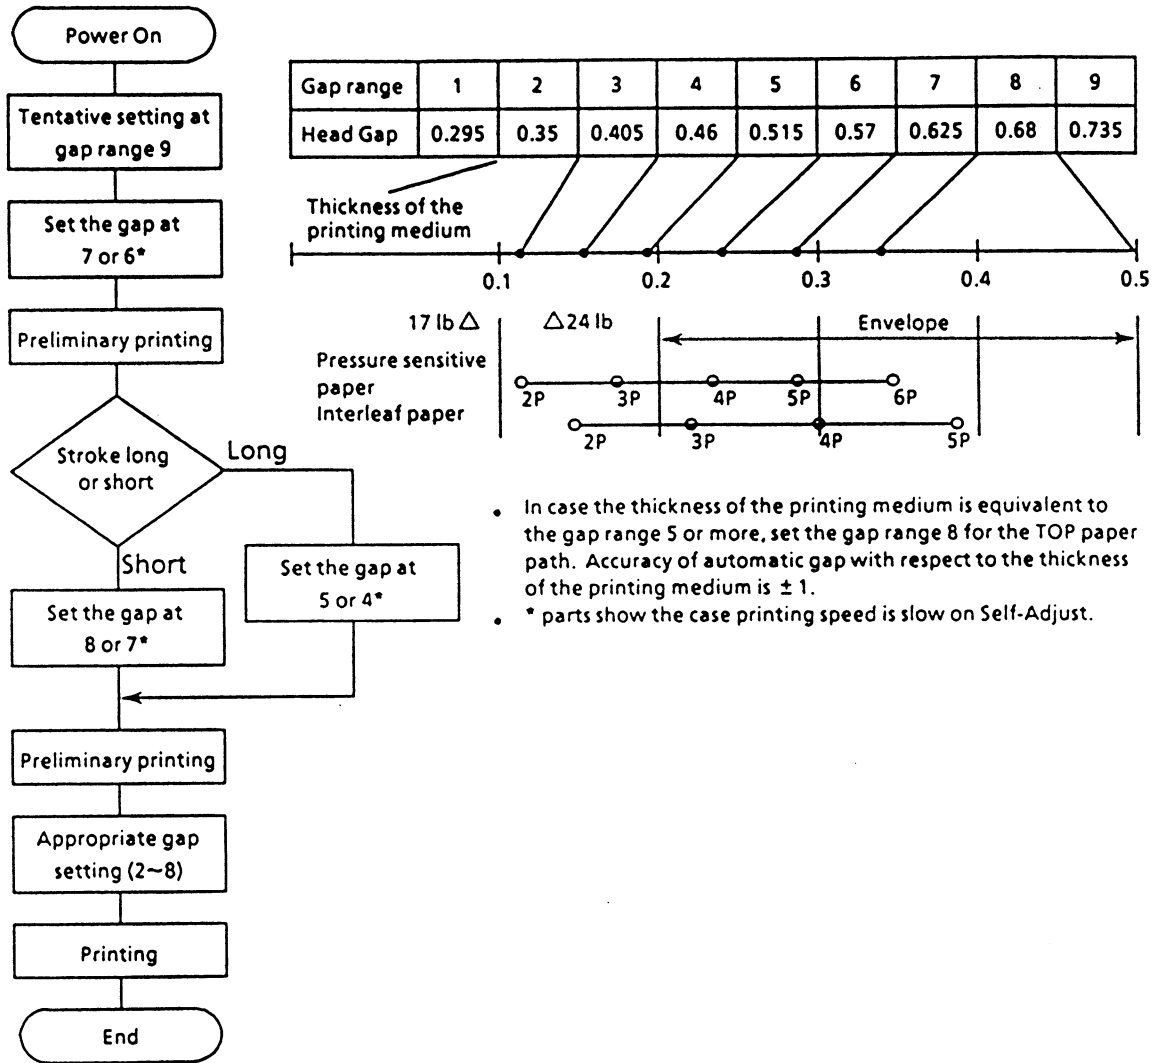 Power On
Tentative setting at
gap range 9
Set the gap at
7 or 6*
Preliminary printing
Stroke long
or short
Long
Short
Set the gap at
5 or 4*
Set the gap at
8 or 7*
Preliminary printing
Appropriate gap
setting (2~8)
Printing
End
Gap range 1 2 3 4 5 6 7 8 9
Head Gap 0.295 0.35 0.405 0.46 0.515 0.57 0.625 0.68 0.735
Thickness of the
printing medium
0.1 0.2 0.3 0.4 0.5
17 lb △ △ 24 lb Envelope
Pressure sensitive
paper
2P 3P 4P 5P 6P
Interleaf paper
2P 3P 4P 5P
• In case the thickness of the printing medium is equivalent to
the gap range 5 or more, set the gap range 8 for the TOP paper
path. Accuracy of automatic gap with respect to the thickness
of the printing medium is ± 1.
• * parts show the case printing speed is slow on Self-Adjust.